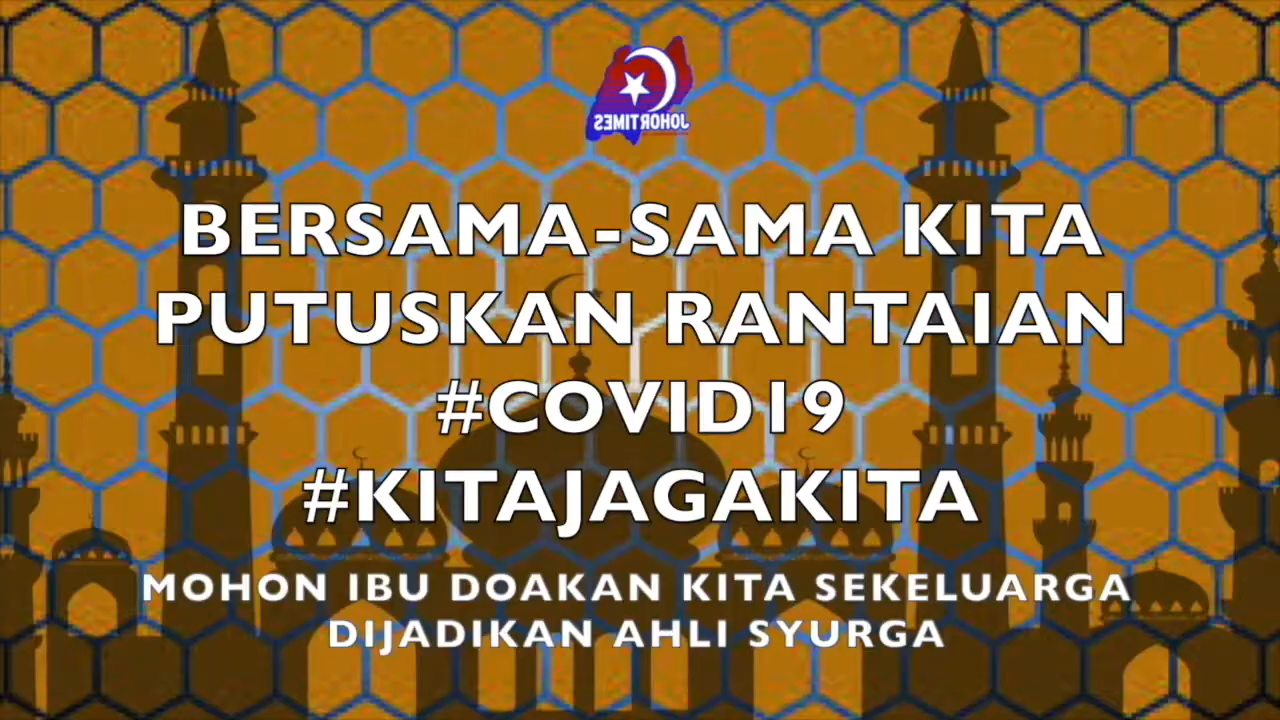 JOHORTIMES
BERSAMA-SAMA KITA
PUTUSKAN RANTAIAN
#COVID19
#KITAJAGAKITA
MOHON IBU DOAKAN KITA SEKELUARGA
DIJADIKAN AHLI SYURGA